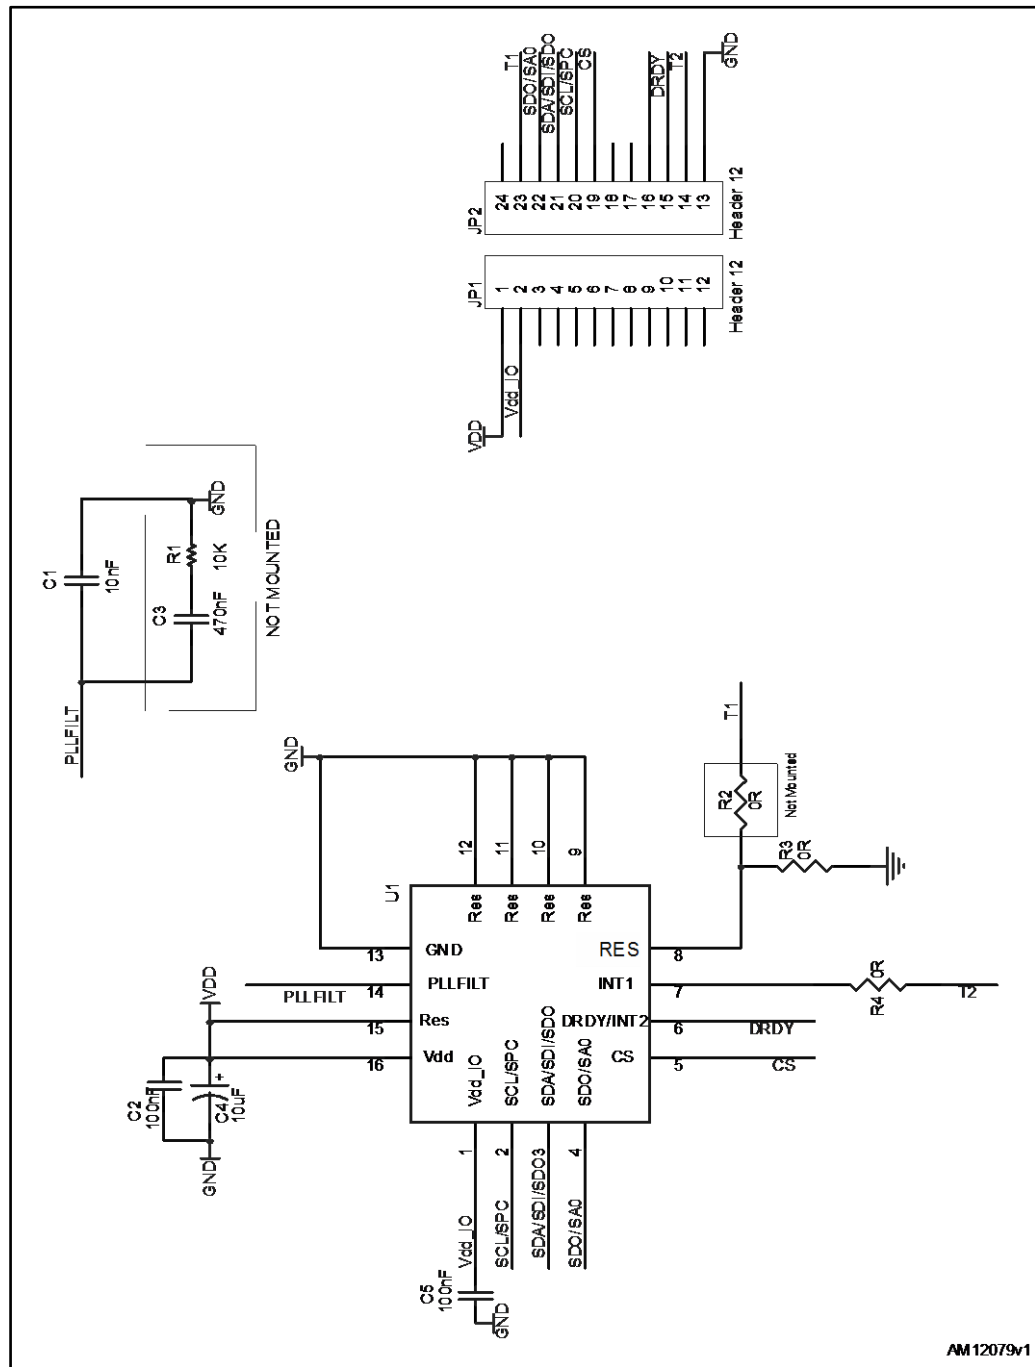 T1
SDO/SA0
SDA/SDI/SDO
SCL/SPC
CS
DRDY
T2
GND
JP2
24
23
22
21
20
19
18
17
16
15
14
13
Header 12
JP1
1
2
3
4
5
6
7
8
9
10
11
12
Header 12
VDD
Vdd_IO
C1
10nF
R1
10K
C3
470nF
GND
NOT MOUNTED
PLLFILT
GND
T1
R2
0R
Not Mounted
R3
0R
R4
0R
T2
U1
12
11
10
9
Res
Res
Res
Res
13
GND
RES
8
PLLFILT
14
PLLFILT
INT1
7
VDD
15
Res
DRDY/INT2
6
DRDY
16
Vdd
CS
5
CS
Vdd_IO
SCL/SPC
SDA/SDI/SDO
SDO/SA0
C2
100nF
C4
10uF
+
GND
1
2
4
Vdd_IO
SCL/SPC
SDA/SDI/SDO3
SDO/SA0
C5
100nF
GND
AM12079v1